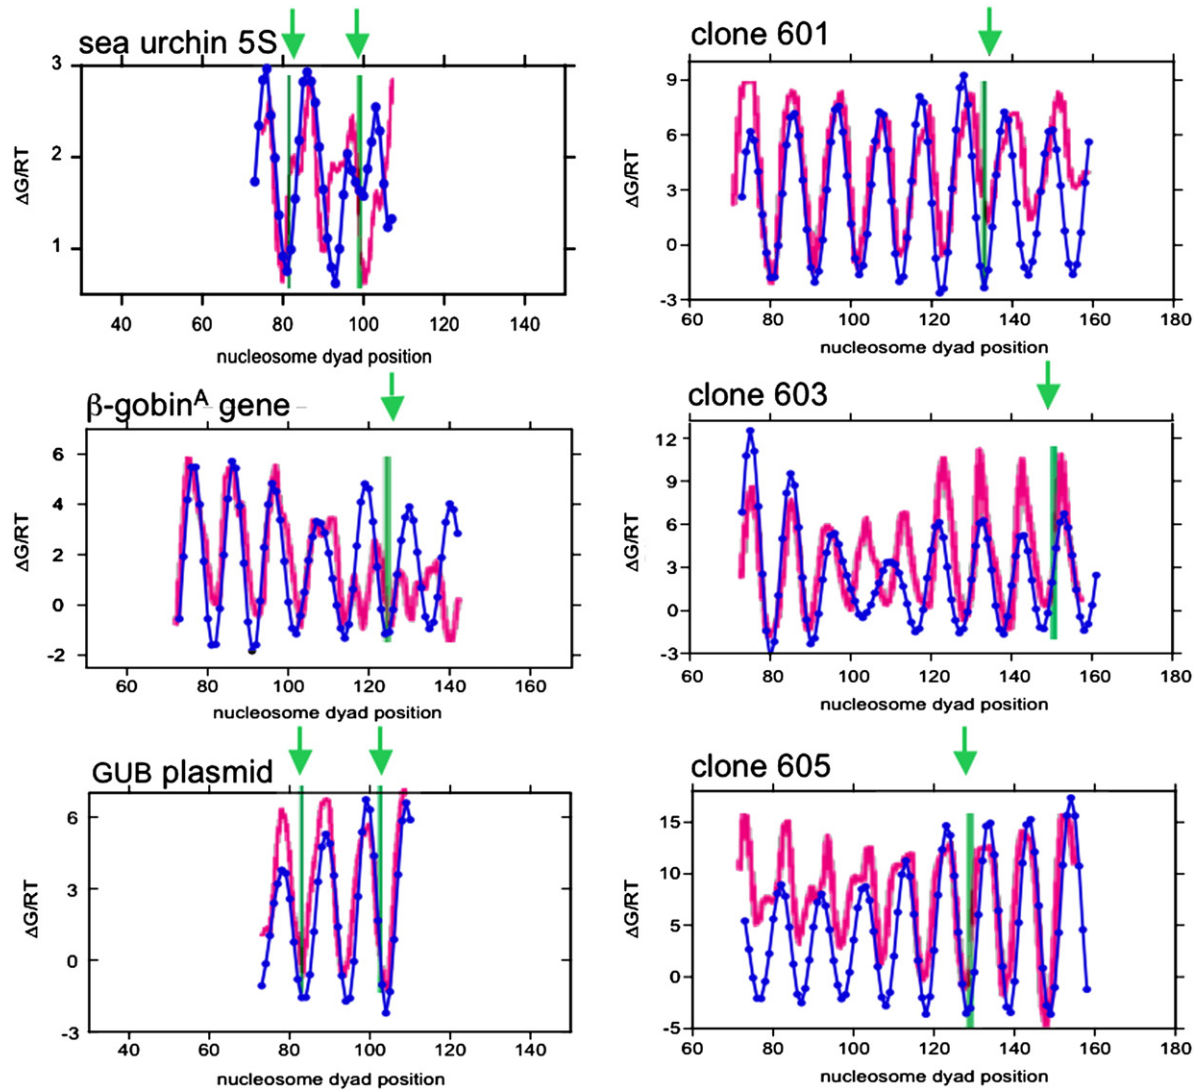 sea urchin 5S
3
2
1
ΔG/RT
40 60 80 100 120 140
nucleosome dyad position
clone 601
9
6
3
0
-3
ΔG/RT
60 80 100 120 140 160 180
nucleosome dyad position
β-gobinᴬ gene
6
4
2
0
-2
ΔG/RT
60 80 100 120 140
nucleosome dyad position
clone 603
12
9
6
3
0
-3
ΔG/RT
60 80 100 120 140 160 180
nucleosome dyad position
GUB plasmid
6
3
0
-3
ΔG/RT
40 60 80 100 120 140
nucleosome dyad position
clone 605
15
10
5
0
-5
ΔG/RT
60 80 100 120 140 160 180
nucleosome dyad position